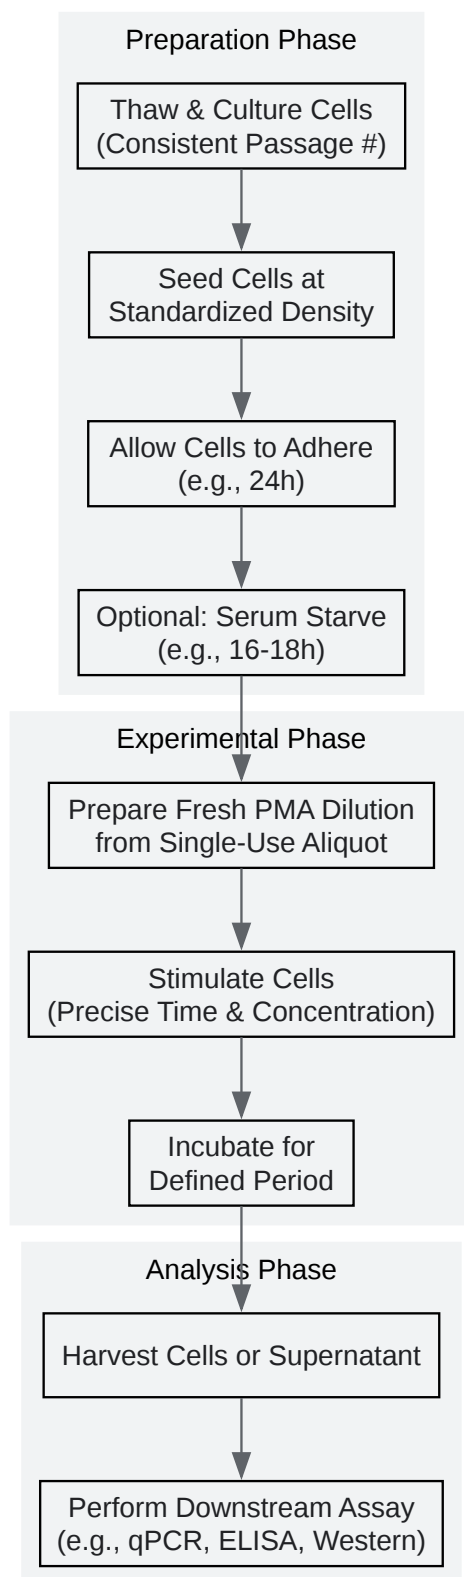 Preparation Phase
Thaw & Culture Cells
(Consistent Passage #)
Seed Cells at
Standardized Density
Allow Cells to Adhere
(e.g., 24h)
Optional: Serum Starve
(e.g., 16-18h)
Experimental Phase
Prepare Fresh PMA Dilution
from Single-Use Aliquot
Stimulate Cells
(Precise Time & Concentration)
Incubate for
Defined Period
Analysis Phase
Harvest Cells or Supernatant
Perform Downstream Assay
(e.g., qPCR, ELISA, Western)